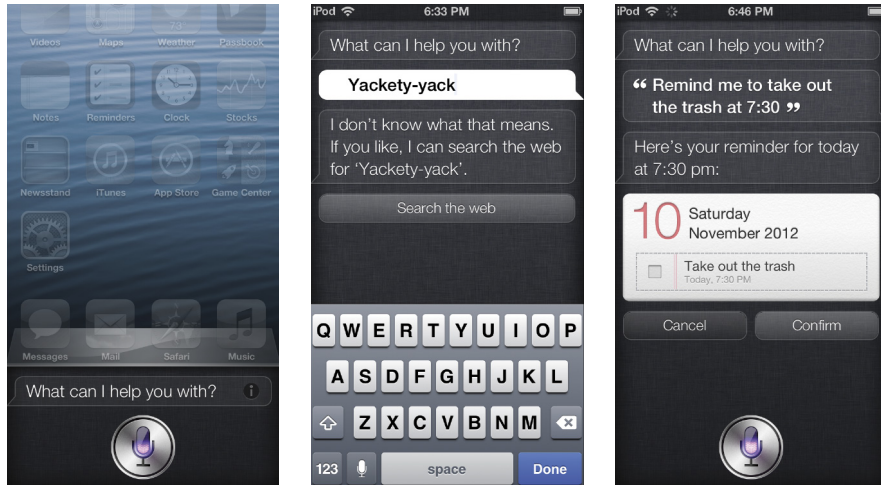 Videos Maps Weather Passbook
73
Notes Reminders Clock Stocks
Newsstand iTunes App Store Game Center
Settings
Messages Mail Safari Music
What can I help you with?
iPod 6:33 PM
What can I help you with?
Yackety-yack
I don't know what that means.
If you like, I can search the web
for ‘Yackety-yack’.
Search the web
Q W E R T Y U I O P
A S D F G H J K L
Z X C V B N M
123 space Done
iPod 6:46 PM
What can I help you with?
“ Remind me to take out
the trash at 7:30 ”
Here's your reminder for today
at 7:30 pm:
10 Saturday
November 2012
Take out the trash
Today, 7:30 PM
Cancel Confirm